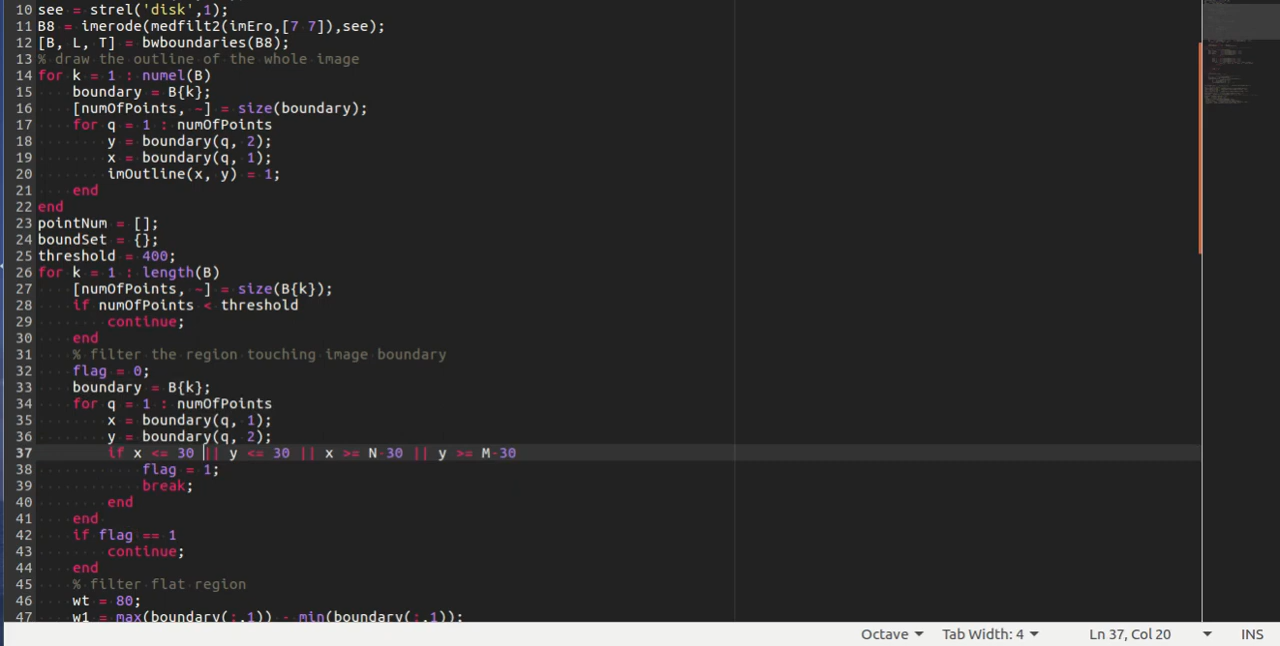 10 see = strel('disk',1);
11 B8 = imerode(medfilt2(imEro,[7 7]),see);
12 [B, L, T] = bwboundaries(B8);
13 % draw the outline of the whole image
14 for k = 1 : numel(B)
15 boundary = B{k};
16 [numOfPoints, ~] = size(boundary);
17 for q = 1 : numOfPoints
18 y = boundary(q, 2);
19 x = boundary(q, 1);
20 imOutline(x, y) = 1;
21 end
22 end
23 pointNum = [];
24 boundSet = {};
25 threshold = 400;
26 for k = 1 : length(B)
27 [numOfPoints, ~] = size(B{k});
28 if numOfPoints < threshold
29 continue;
30 end
31 % filter the region touching image boundary
32 flag = 0;
33 boundary = B{k};
34 for q = 1 : numOfPoints
35 x = boundary(q, 1);
36 y = boundary(q, 2);
37 if x <= 30 || y <= 30 || x >= N-30 || y >= M-30
38 flag = 1;
39 break;
40 end
41 end
42 if flag == 1
43 continue;
44 end
45 % filter flat region
46 wt = 80;
47 w1 = max(boundary(:,1)) - min(boundary(:,1));
Octave Tab Width: 4 Ln 37, Col 20 INS